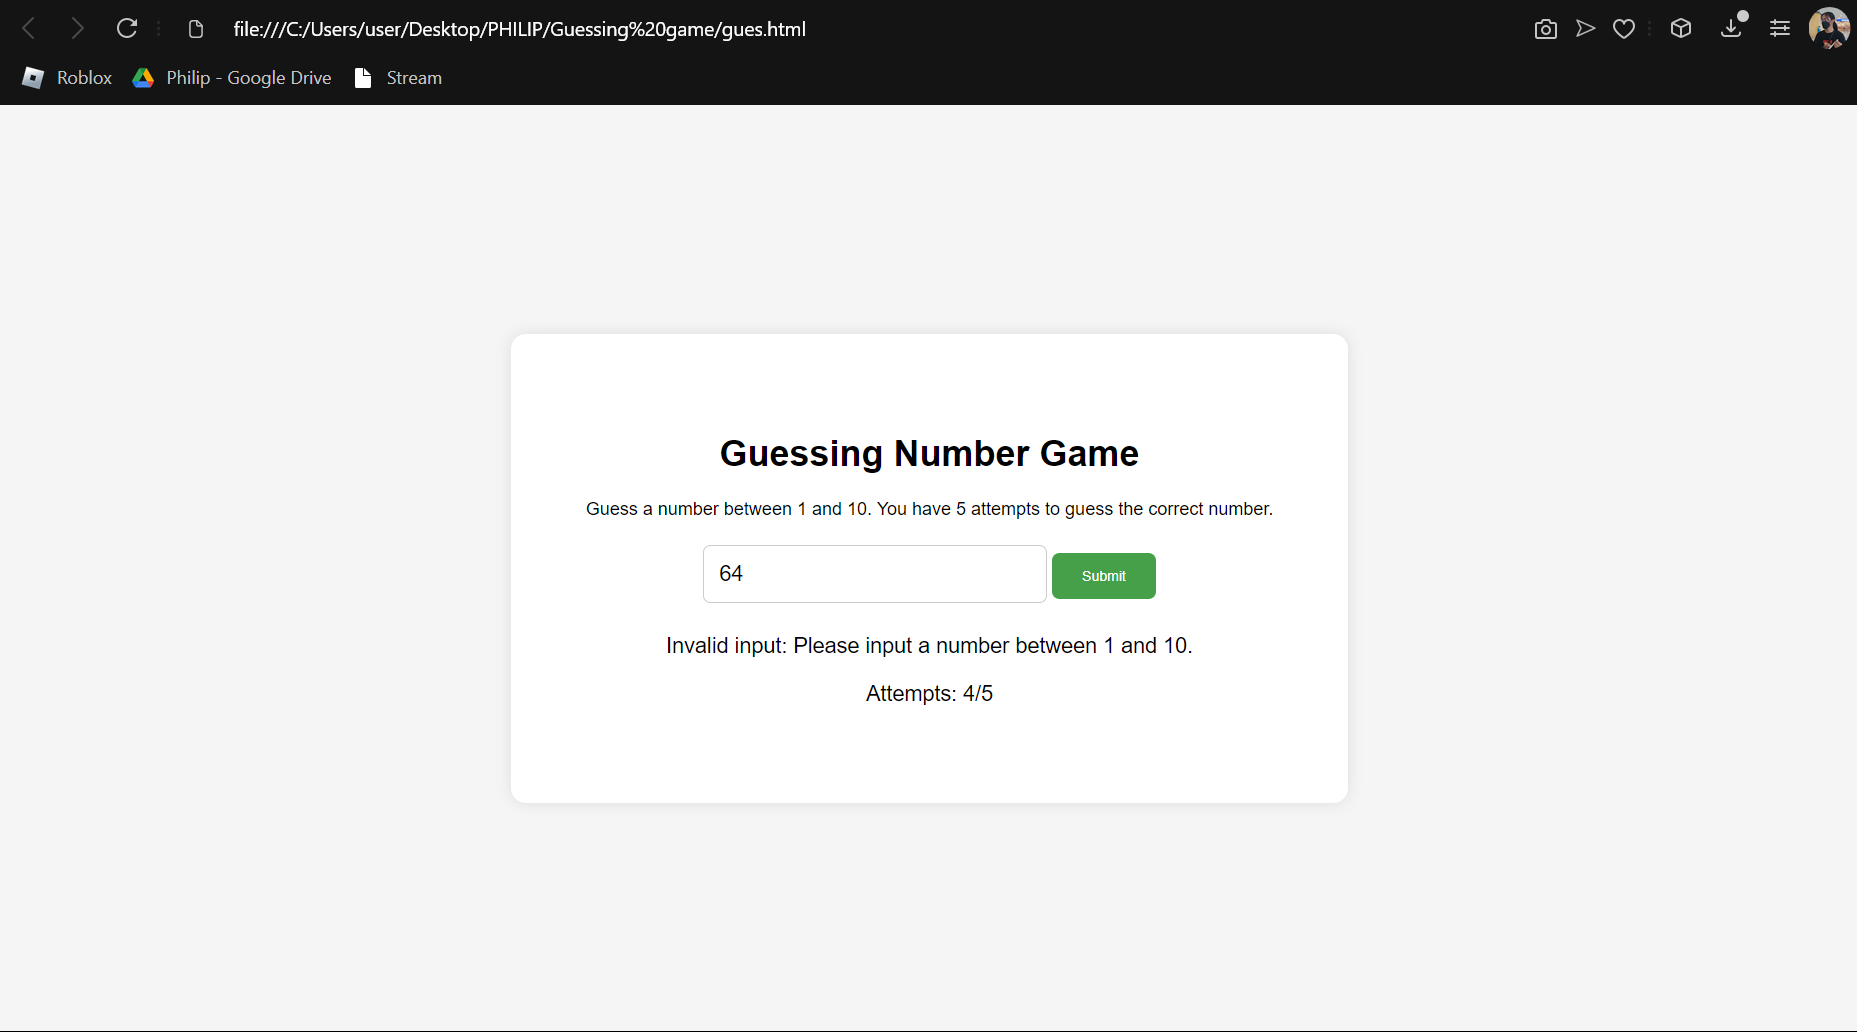 file:///C:/Users/user/Desktop/PHILIP/Guessing%20game/gues.html
Roblox Philip - Google Drive Stream
Guessing Number Game
Guess a number between 1 and 10. You have 5 attempts to guess the correct number.
64 Submit
Invalid input: Please input a number between 1 and 10.
Attempts: 4/5